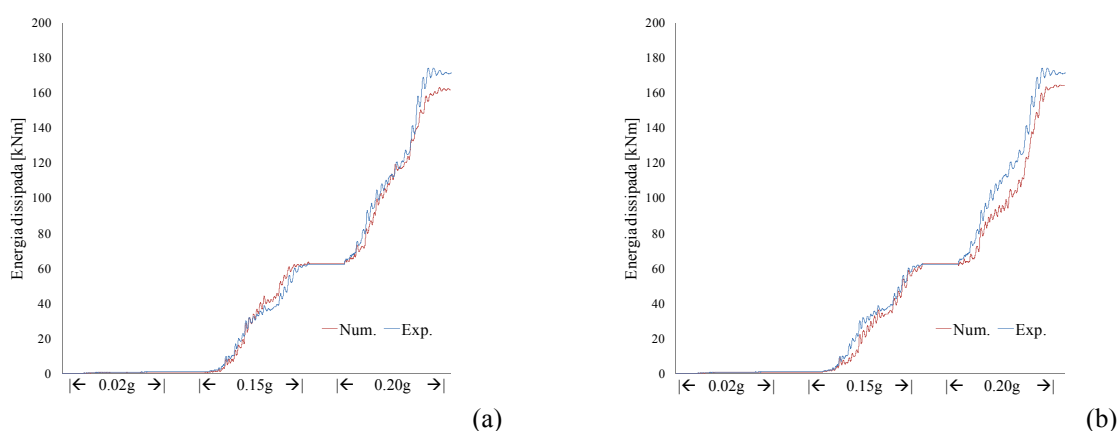 200
180
160
140
120
100
80
60
40
20
0
Energia dissipada [kNm]
Num. Exp.
|← 0.02g →| |← 0.15g →| |← 0.20g →|
(a)
200
180
160
140
120
100
80
60
40
20
0
Energia dissipada [kNm]
Num. Exp.
|← 0.02g →| |← 0.15g →| |← 0.20g →|
(b)